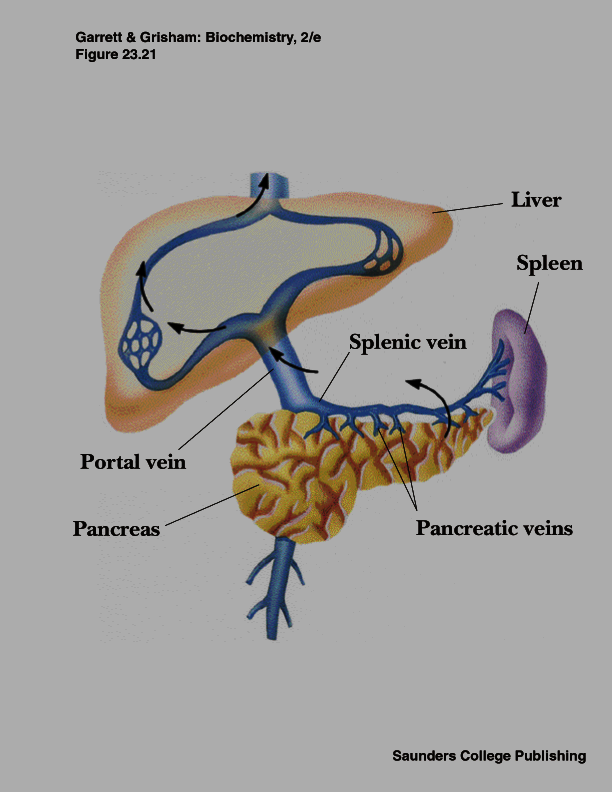 Garrett & Grisham: Biochemistry, 2/e
Figure 23.21
Liver
Spleen
Splenic vein
Portal vein
Pancreas
Pancreatic veins
Saunders College Publishing